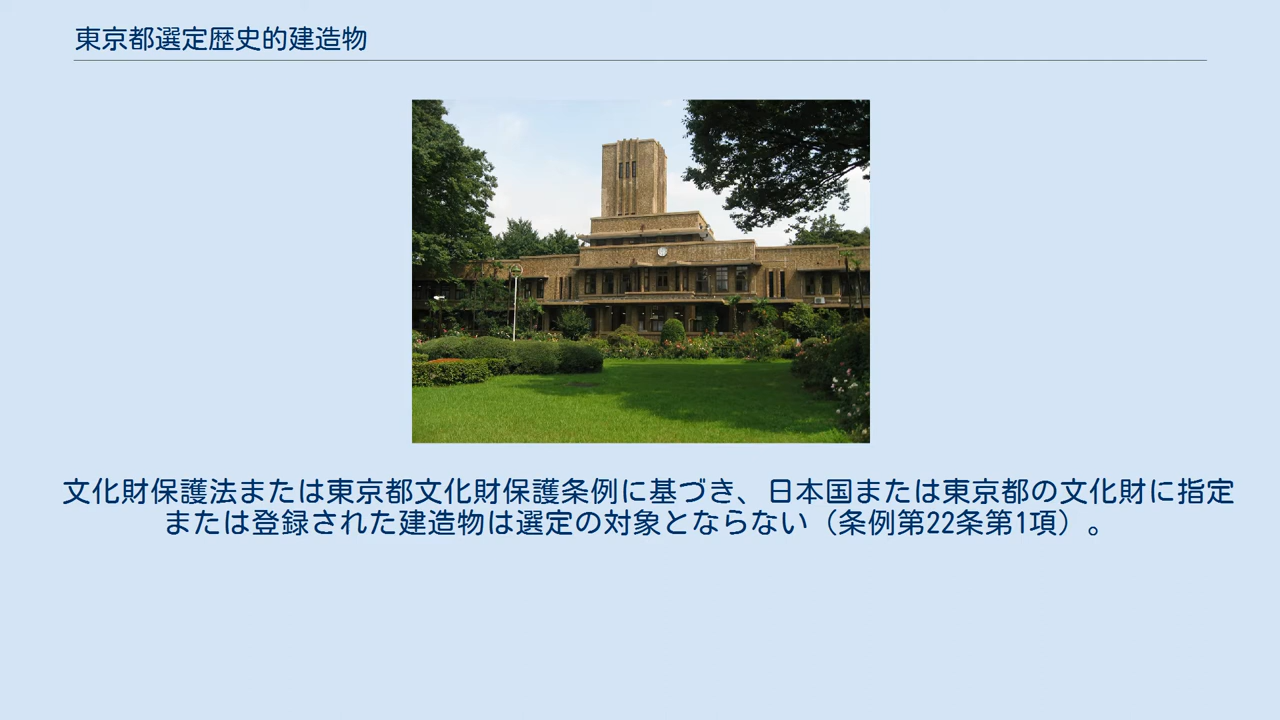 東京都選定歴史的建造物
文化財保護法または東京都文化財保護条例に基づき、日本国または東京都の文化財に指定
または登録された建造物は選定の対象とならない（条例第22条第1項）。